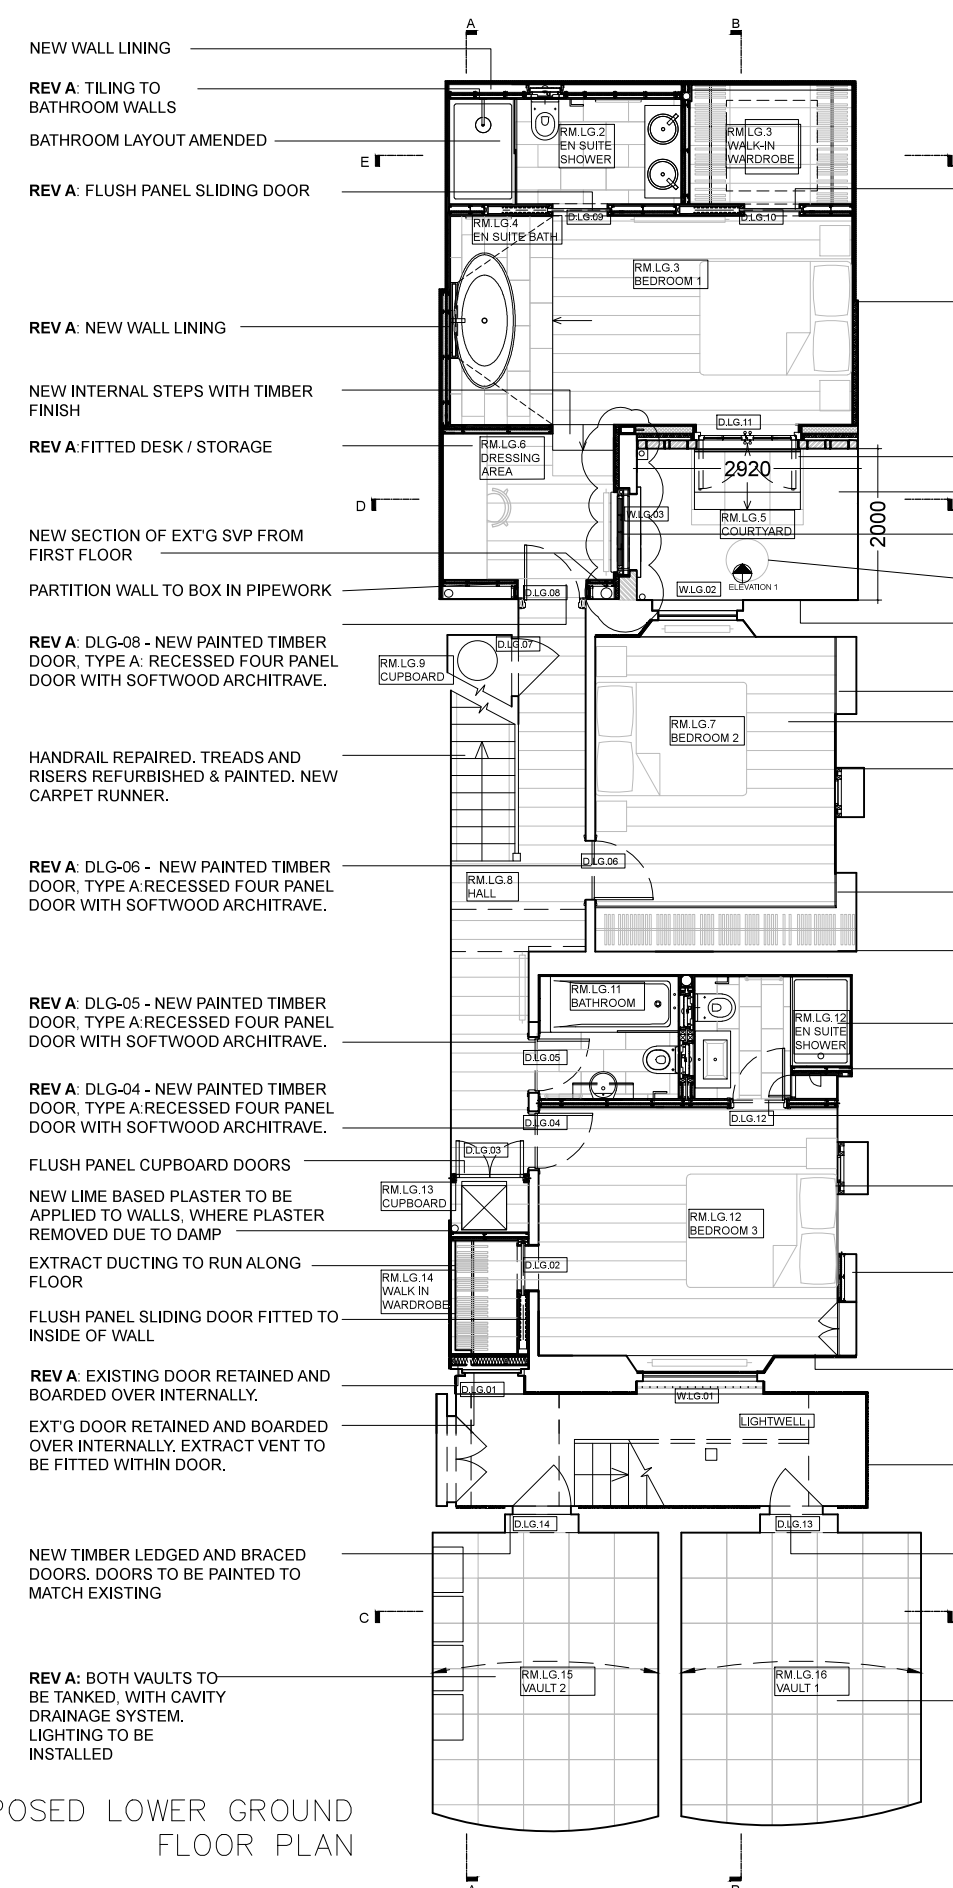 A
B
NEW WALL LINING
REV A: TILING TO
BATHROOM WALLS
BATHROOM LAYOUT AMENDED
E
REV A: FLUSH PANEL SLIDING DOOR
RM.LG.2
EN SUITE
SHOWER
RM.LG.3
WALK-IN
WARDROBE
D.LG.09
D.LG.10
RM.LG.4
EN SUITE BATH
RM.LG.3
BEDROOM 1
REV A: NEW WALL LINING
NEW INTERNAL STEPS WITH TIMBER
FINISH
REV A:FITTED DESK / STORAGE
D.LG.11
RM.LG.6
DRESSING
AREA
2920
D
W.LG.03
RM.LG.5
COURTYARD
2000
NEW SECTION OF EXT'G SVP FROM
FIRST FLOOR
PARTITION WALL TO BOX IN PIPEWORK
D.LG.08
W.LG.02
ELEVATION 1
REV A: DLG-08 - NEW PAINTED TIMBER
DOOR, TYPE A: RECESSED FOUR PANEL
DOOR WITH SOFTWOOD ARCHITRAVE.
D.LG.07
RM.LG.9
CUPBOARD
RM.LG.7
BEDROOM 2
HANDRAIL REPAIRED. TREADS AND
RISERS REFURBISHED & PAINTED. NEW
CARPET RUNNER.
REV A: DLG-06 - NEW PAINTED TIMBER
DOOR, TYPE A:RECESSED FOUR PANEL
DOOR WITH SOFTWOOD ARCHITRAVE.
D.LG.06
RM.LG.8
HALL
REV A: DLG-05 - NEW PAINTED TIMBER
DOOR, TYPE A:RECESSED FOUR PANEL
DOOR WITH SOFTWOOD ARCHITRAVE.
RM.LG.11
BATHROOM
RM.LG.12
EN SUITE
SHOWER
D.LG.05
REV A: DLG-04 - NEW PAINTED TIMBER
DOOR, TYPE A:RECESSED FOUR PANEL
DOOR WITH SOFTWOOD ARCHITRAVE.
D.LG.04
D.LG.12
FLUSH PANEL CUPBOARD DOORS
D.LG.03
NEW LIME BASED PLASTER TO BE
APPLIED TO WALLS, WHERE PLASTER
REMOVED DUE TO DAMP
RM.LG.13
CUPBOARD
RM.LG.12
BEDROOM 3
EXTRACT DUCTING TO RUN ALONG
FLOOR
D.LG.02
RM.LG.14
WALK IN
WARDROBE
FLUSH PANEL SLIDING DOOR FITTED TO
INSIDE OF WALL
REV A: EXISTING DOOR RETAINED AND
BOARDED OVER INTERNALLY.
D.LG.01
W.LG.01
EXT'G DOOR RETAINED AND BOARDED
OVER INTERNALLY. EXTRACT VENT TO
BE FITTED WITHIN DOOR.
LIGHTWELL
D.LG.14
D.LG.13
NEW TIMBER LEDGED AND BRACED
DOORS. DOORS TO BE PAINTED TO
MATCH EXISTING
C
REV A: BOTH VAULTS TO
BE TANKED, WITH CAVITY
DRAINAGE SYSTEM.
LIGHTING TO BE
INSTALLED
RM.LG.15
VAULT 2
RM.LG.16
VAULT 1
POSED LOWER GROUND
FLOOR PLAN